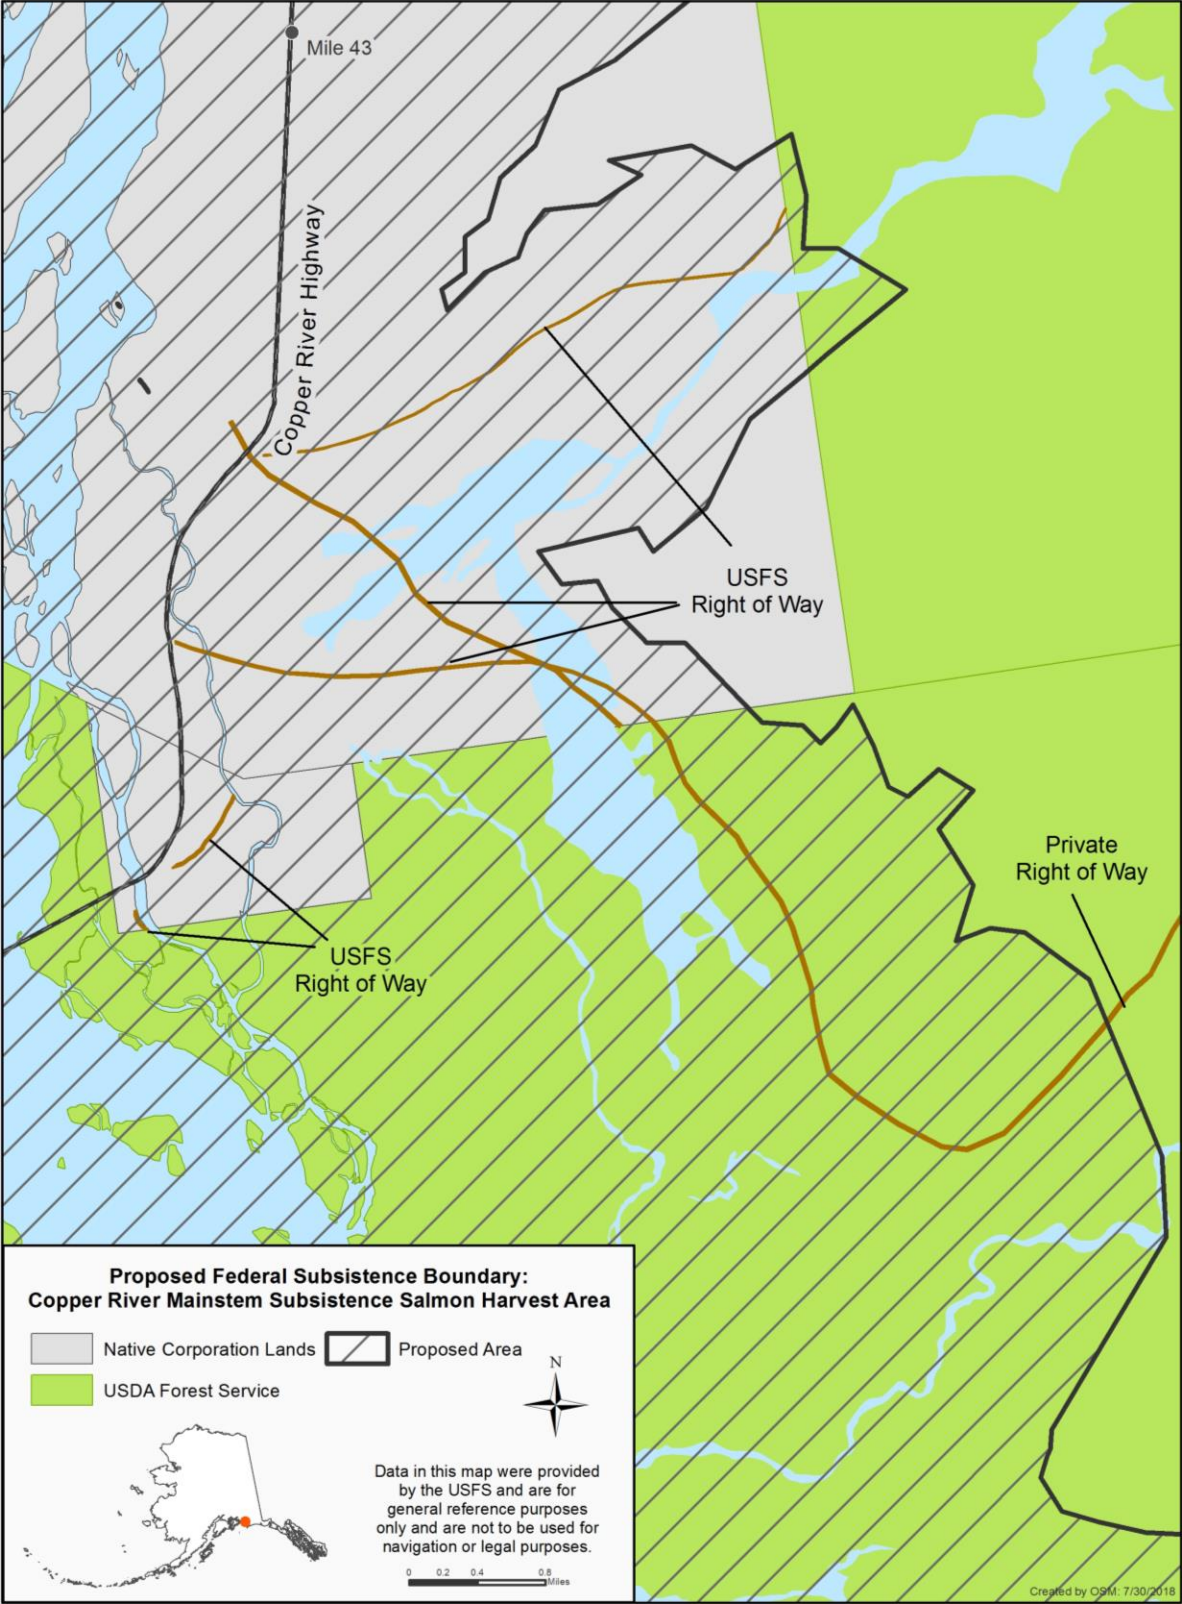 Mile 43
Copper River Highway
USFS
Right of Way
Private
Right of Way
USFS
Right of Way
Proposed Federal Subsistence Boundary:
Copper River Mainstem Subsistence Salmon Harvest Area
Native Corporation Lands
Proposed Area
USDA Forest Service
N
Data in this map were provided
by the USFS and are for
general reference purposes
only and are not to be used for
navigation or legal purposes.
0 0.2 0.4 0.8
Miles
Created by OSM: 7/30/2018